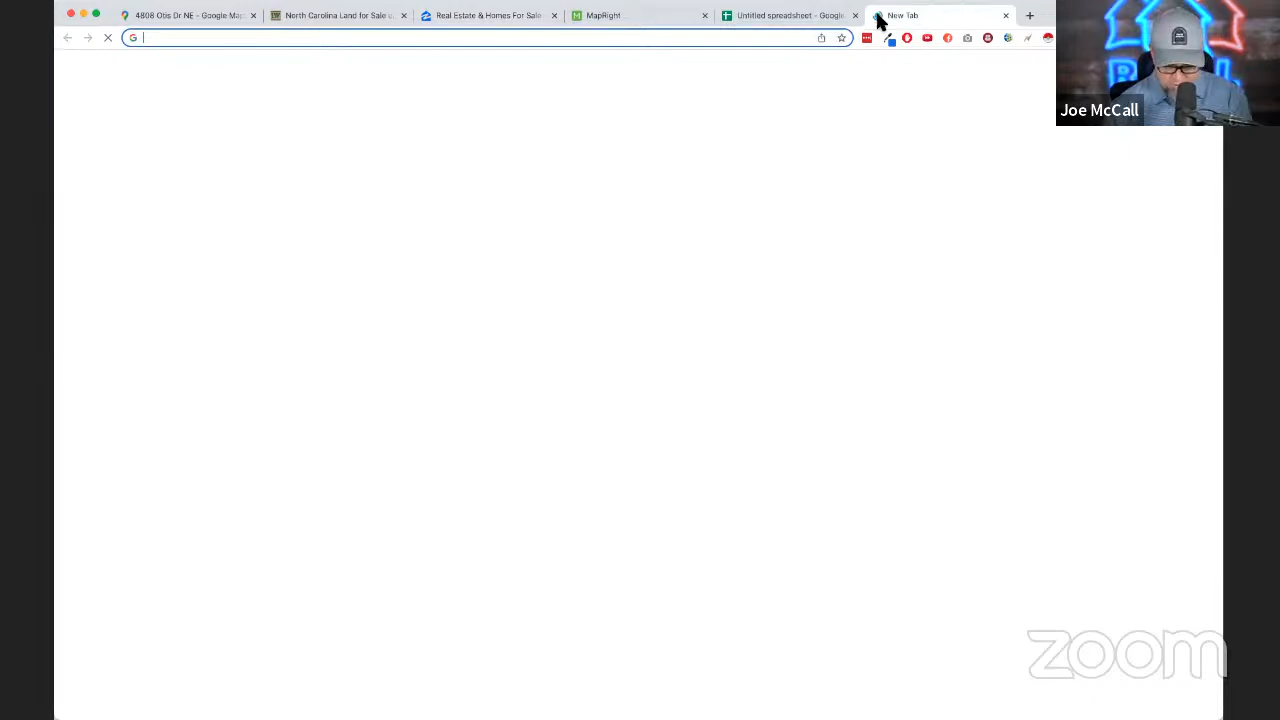 4808 Otis Dr NE - Google Map
North Carolina Land for Sale u
Real Estate & Homes For Sale
MapRight
Untitled spreadsheet - Google
New Tab
Joe McCall
zoom